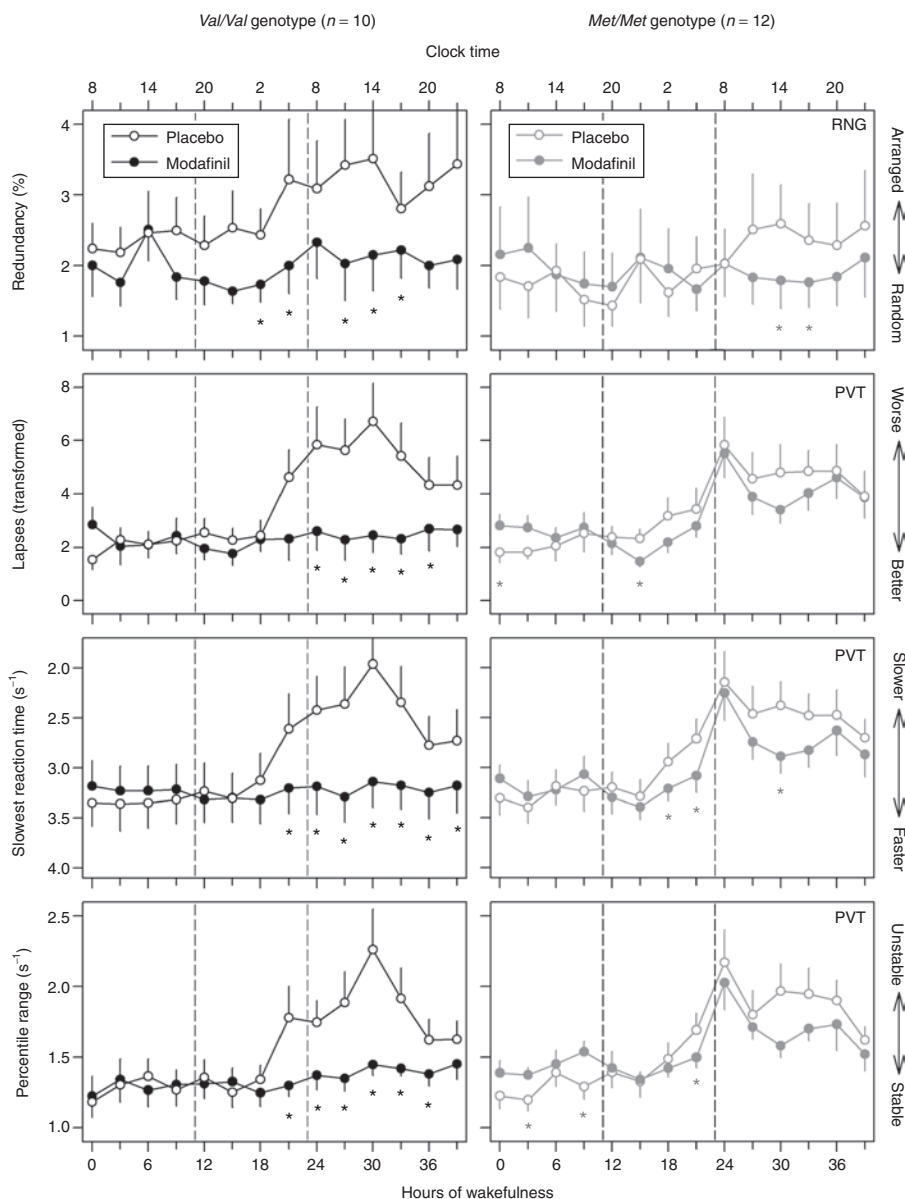 Val/Val genotype (n = 10)
Met/Met genotype (n = 12)
Clock time
8 14 20 2 8 14 20
8 14 20 2 8 14 20
Redundancy (%)
4
3
2
1
Placebo
Modafinil
* * * * *
Placebo
Modafinil
RNG
* *
Arranged
Random
Lapses (transformed)
8
6
4
2
0
* * * * *
PVT
* *
Worse
Better
Slowest reaction time (s⁻¹)
2.0
2.5
3.0
3.5
4.0
* * * * * * *
PVT
* * *
Slower
Faster
Percentile range (s⁻¹)
2.5
2.0
1.5
1.0
* * * * * *
PVT
* * *
Unstable
Stable
0 6 12 18 24 30 36
0 6 12 18 24 30 36
Hours of wakefulness